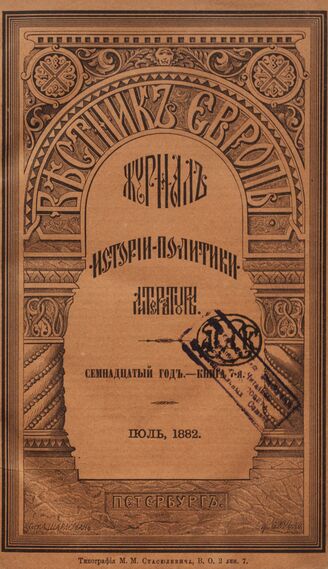 ВѢСТНИКЪ ЕВРОПЫ
ЖУРНАЛЪ
ИСТОРІИ-ПОЛИТИКИ-
ЛИТЕРАТУРЫ.
СЕМНАДЦАТЫЙ ГОДЪ.—КНИГА 7-Я.
ІЮЛЬ, 1882.
ПЕТЕРБУРГЪ.
Типографія М. М. Стасюлевича, В. О. 2 лин. 7.